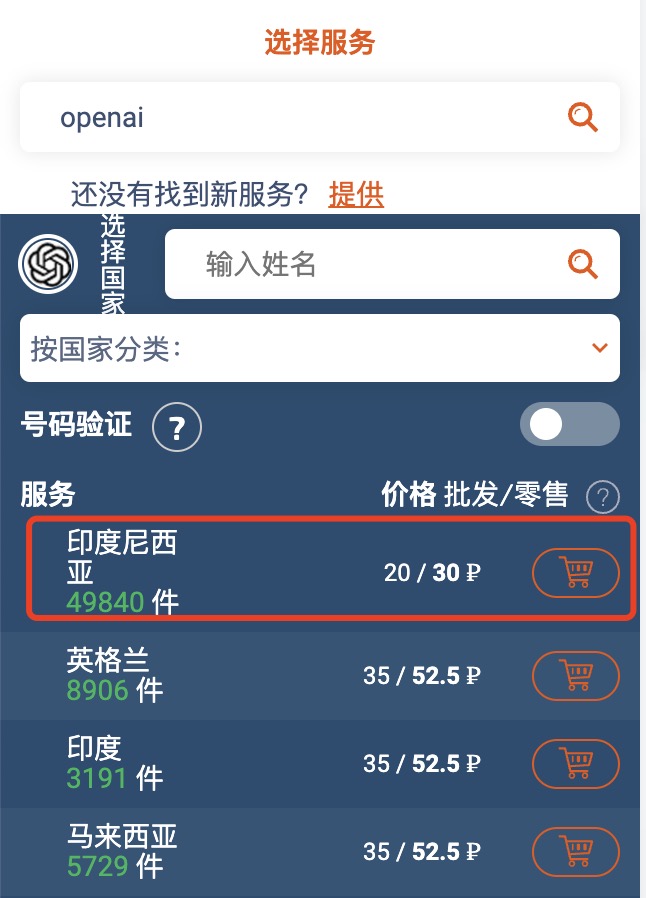 选择服务
openai
还没有找到新服务? 提供
选择国家
输入姓名
按国家分类:
号码验证 ?
服务 价格 批发/零售 ?
印度尼西亚
49840 件
20 / 30 ₽
英格兰
8906 件
35 / 52.5 ₽
印度
3191 件
35 / 52.5 ₽
马来西亚
5729 件
35 / 52.5 ₽